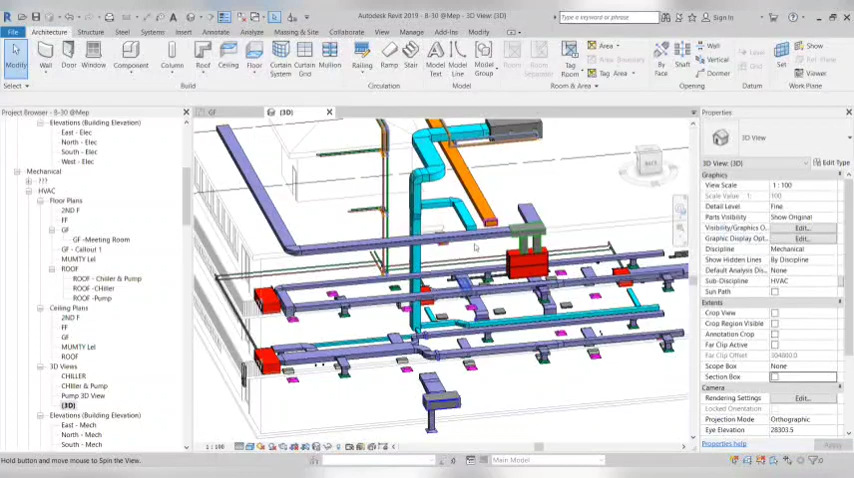 Autodesk Revit 2019 - B-30 @Mep - 3D View: {3D}
Type a keyword or phrase
Sign In
File Architecture Structure Steel Systems Insert Annotate Analyze Massing & Site Collaborate View Manage Add-Ins Modify
Modify Wall Door Window Component Column Roof Ceiling Floor Curtain System Curtain Grid Mullion Railing Ramp Stair Model Text Model Line Model Group Room Room Separator Tag Room Area Area Boundary Tag Area By Face Shaft Wall Vertical Dormer Level Grid Set Show Ref Plane Viewer
Select Build Circulation Model Room & Area Opening Datum Work Plane
Project Browser - B-30 @Mep
GF
{3D}
Elevations (Building Elevation)
East - Elec
North - Elec
South - Elec
West - Elec
Mechanical
???
HVAC
Floor Plans
2ND F
FF
GF
GF -Meeting Room
GF - Callout 1
MUMTY Lel
ROOF
ROOF - Chiler & Pump
ROOF -CHiller
ROOF -Pump
Ceiling Plans
2ND F
FF
GF
MUMTY Lel
ROOF
3D Views
CHILLER
CHIller & Pump
Pump 3D View
{3D}
Elevations (Building Elevation)
East - Mech
North - Mech
South - Mech
BACK
Properties
3D View
3D View: {3D}
Edit Type
Graphics
View Scale 1 : 100
Scale Value 1: 100
Detail Level Fine
Parts Visibility Show Original
Visibility/Graphics O... Edit...
Graphic Display Opt... Edit...
Discipline Mechanical
Show Hidden Lines By Discipline
Default Analysis Dis... None
Sub-Discipline HVAC
Sun Path
Extents
Crop View
Crop Region Visible
Annotation Crop
Far Clip Active
Far Clip Offset 304800.0
Scope Box None
Section Box
Camera
Rendering Settings Edit...
Locked Orientation
Projection Mode Orthographic
Eye Elevation 28303.5
Properties help
Apply
1 : 100
Hold button and move mouse to Spin the View.
Main Model